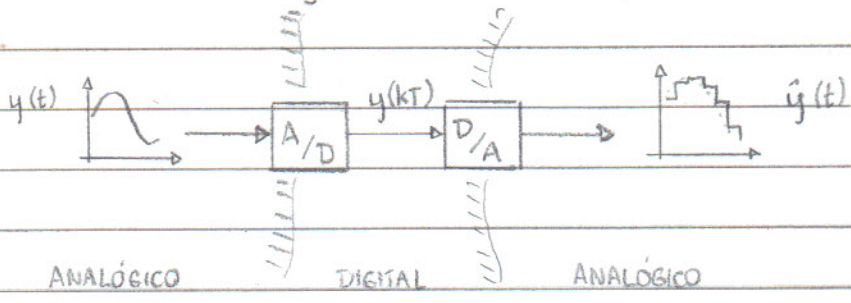 y(t) A/D y(kT) D/A ŷ(t)
ANALÓGICO DIGITAL ANALÓGICO